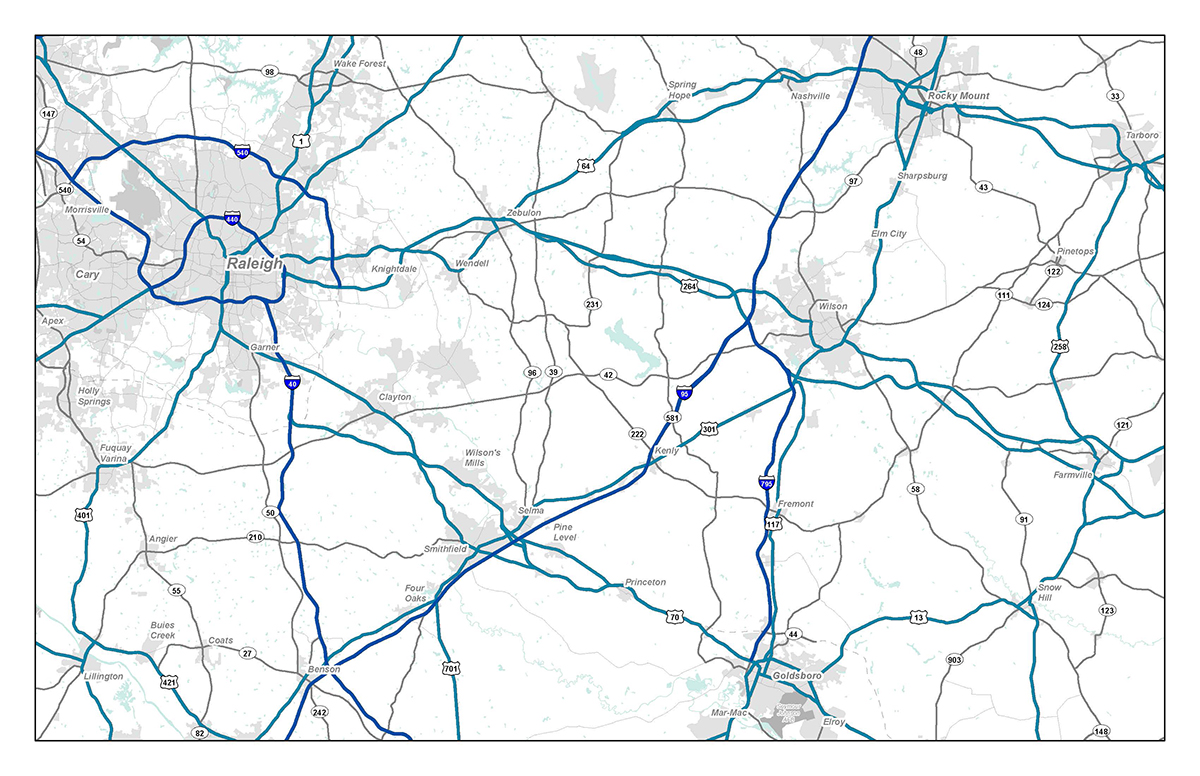 48
Wake Forest
98
Spring
Hope
Nashville
Rocky Mount
33
147
1
Tarboro
540
64
97
Sharpsburg
43
540
Morrisville
440
Zebulon
54
Elm City
Pinetops
Raleigh
Cary
Knightdale
Wendell
122
264
111
124
231
Wilson
Apex
Garner
258
40
96
39
42
95
Holly
Springs
Clayton
581
301
222
121
Fuquay
Varina
Wilson's
Mills
Kenly
Farmville
795
58
401
50
Selma
Fremont
117
91
Pine
Level
210
Angier
Smithfield
55
Four
Oaks
Princeton
Snow
Hill
70
13
123
Buies
Creek
Coats
27
44
903
Lillington
421
Benson
701
Goldsboro
242
Mar-Mac
Seymour
Johnson
AFB
Elroy
82
148